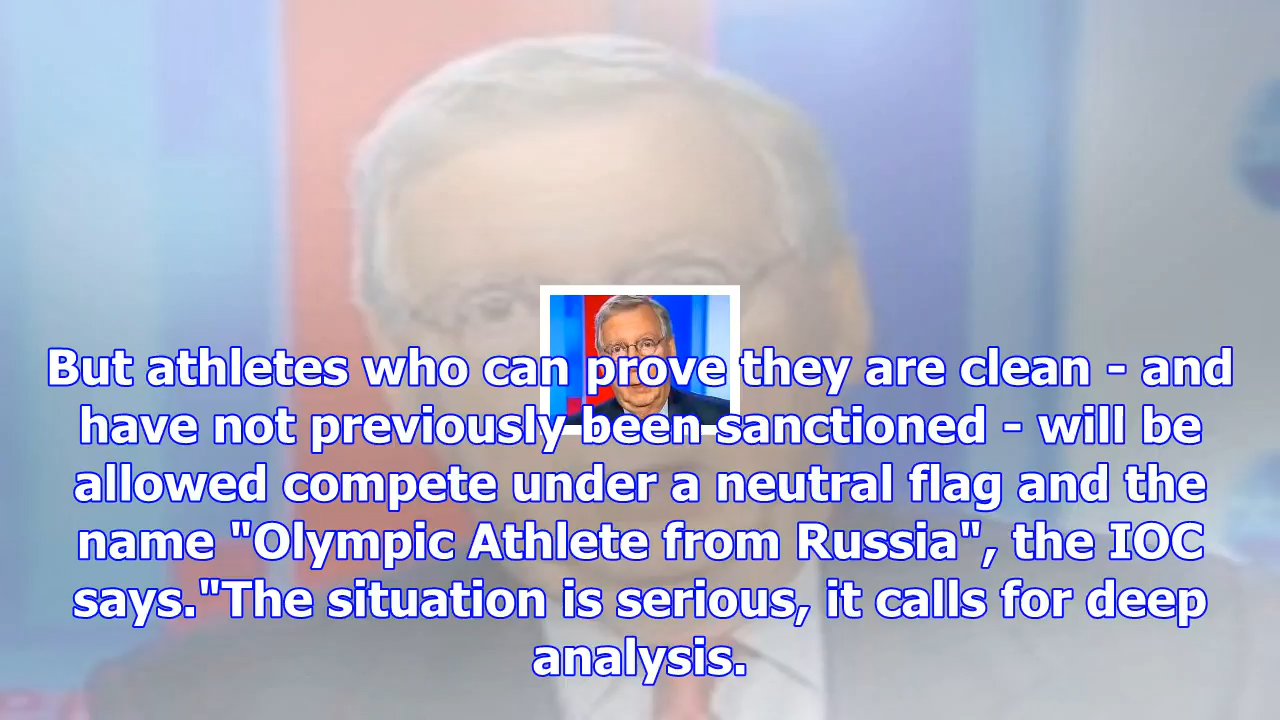 But athletes who can prove they are clean - and
have not previously been sanctioned - will be
allowed compete under a neutral flag and the
name "Olympic Athlete from Russia", the IOC
says."The situation is serious, it calls for deep
analysis.